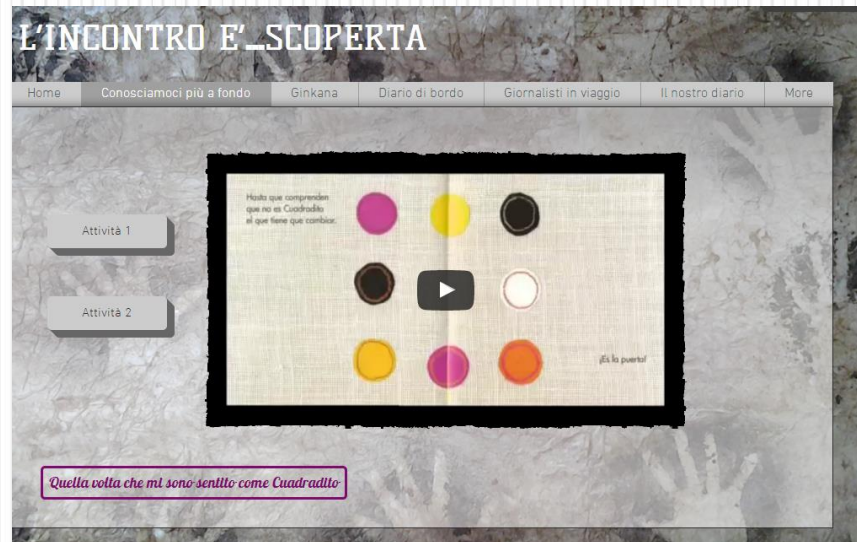 L'INCONTRO E'...SCOPERTA
Home Conosciamoci più a fondo Ginkana Diario di bordo Giornalisti in viaggio Il nostro diario More
Hasta que comprenden
que no es Cuadradito
el que tiene que cambiar.
Attività 1
Attività 2
¡Es la puerta!
Quella volta che mi sono sentito come Cuadradito